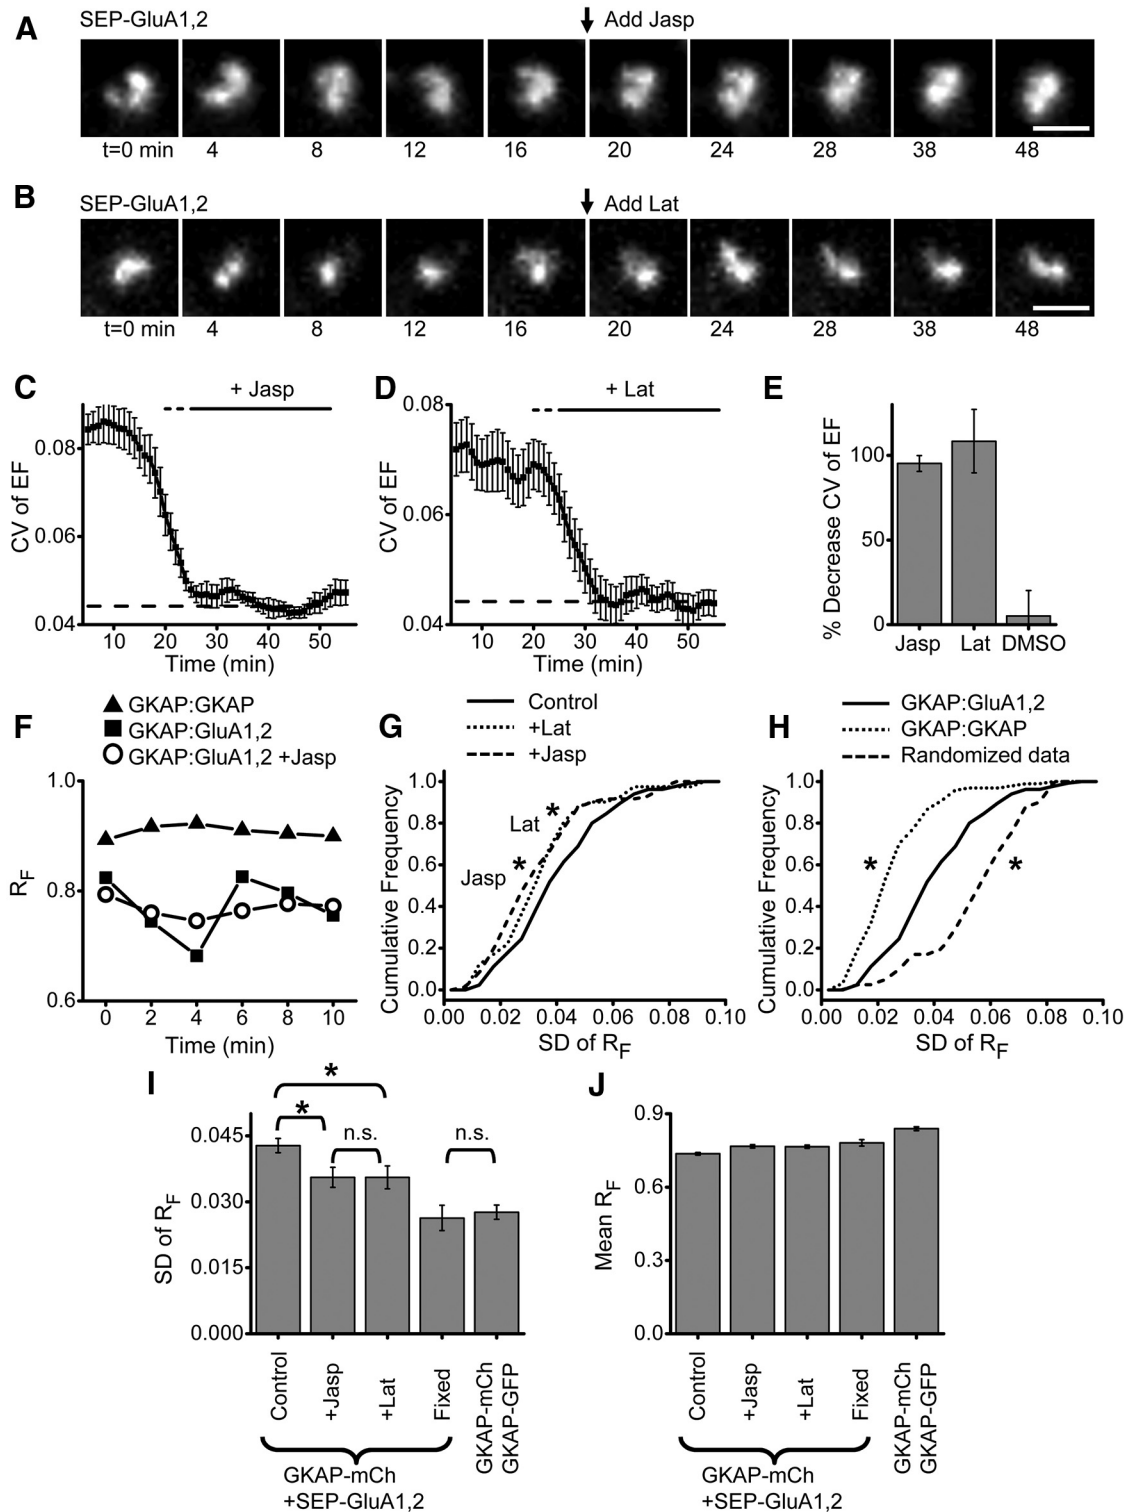 A
SEP-GluA1,2
Add Jasp
t=0 min 4 8 12 16 20 24 28 38 48
B
SEP-GluA1,2
Add Lat
t=0 min 4 8 12 16 20 24 28 38 48
C
+ Jasp
CV of EF
0.08
0.06
0.04
10 20 30 40 50
Time (min)
D
+ Lat
CV of EF
0.08
0.06
0.04
10 20 30 40 50
Time (min)
E
% Decrease CV of EF
100
50
0
Jasp Lat DMSO
F
GKAP:GKAP
GKAP:GluA1,2
GKAP:GluA1,2 +Jasp
RF
1.0
0.8
0.6
0 2 4 6 8 10
Time (min)
G
Control
+Lat
+Jasp
Cumulative Frequency
1.0
0.8
0.6
0.4
0.2
0.0
Lat
*
*
Jasp
0.00 0.02 0.04 0.06 0.08 0.10
SD of RF
H
GKAP:GluA1,2
GKAP:GKAP
Randomized data
Cumulative Frequency
1.0
0.8
0.6
0.4
0.2
0.0
* *
0.00 0.02 0.04 0.06 0.08 0.10
SD of RF
I
*
*
n.s.
n.s.
SD of RF
0.045
0.030
0.015
0.000
Control
+Jasp
+Lat
Fixed
GKAP-mCh
GKAP-GFP
GKAP-mCh
+SEP-GluA1,2
J
Mean RF
0.9
0.6
0.3
0.0
Control
+Jasp
+Lat
Fixed
GKAP-mCh
GKAP-GFP
GKAP-mCh
+SEP-GluA1,2